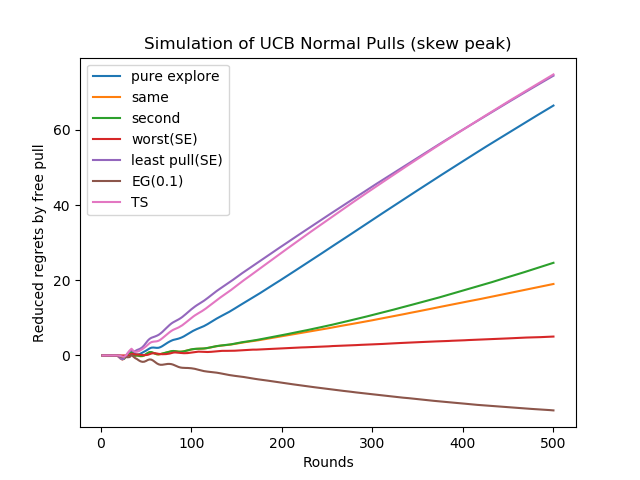 Simulation of UCB Normal Pulls (skew peak)
pure explore
same
second
worst(SE)
least pull(SE)
EG(0.1)
TS
Reduced regrets by free pull
60
40
20
0
0 100 200 300 400 500
Rounds